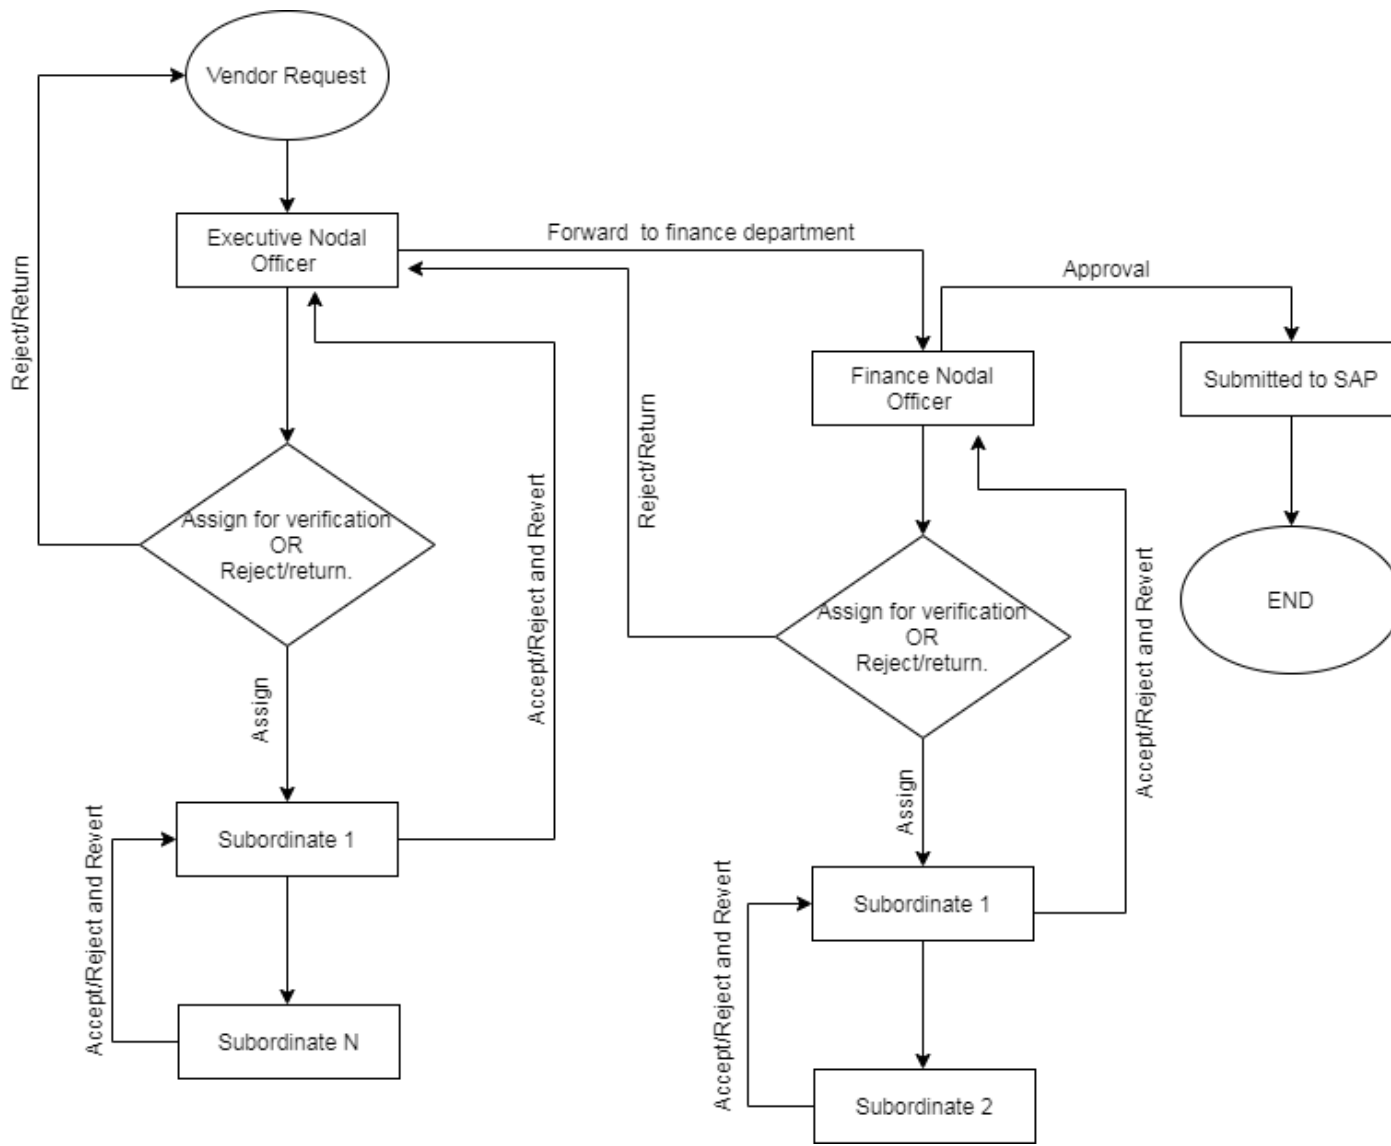 Vendor Request
Executive Nodal
Officer
Forward to finance department
Approval
Reject/Return
Finance Nodal
Officer
Submitted to SAP
Reject/Return
Assign for verification
OR
Reject/return.
Accept/Reject and Revert
Assign for verification
OR
Reject/return.
Accept/Reject and Revert
END
Assign
Assign
Subordinate 1
Accept/Reject and Revert
Subordinate 1
Accept/Reject and Revert
Subordinate N
Subordinate 2